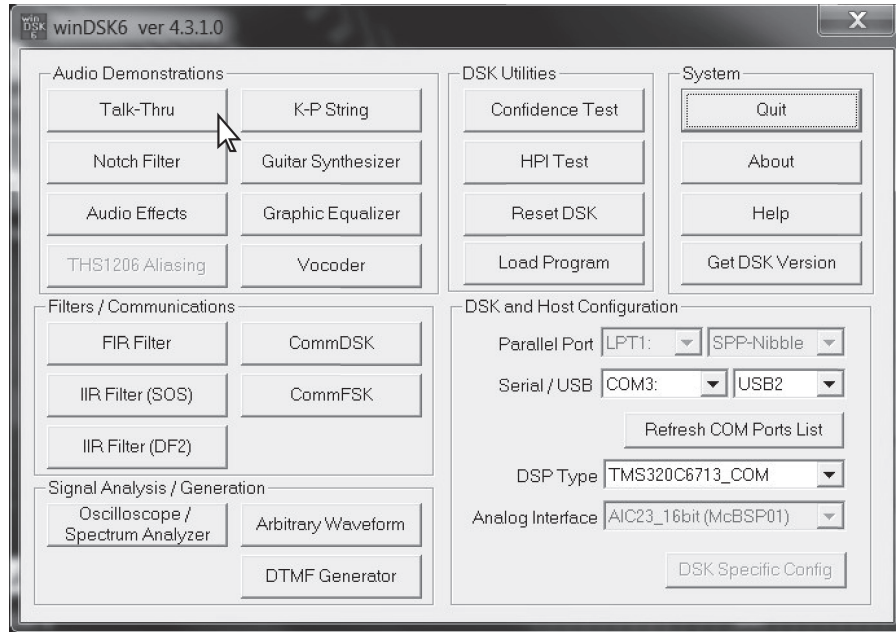 win
DSK
6
winDSK6 ver 4.3.1.0
X
Audio Demonstrations
Talk-Thru
K-P String
Notch Filter
Guitar Synthesizer
Audio Effects
Graphic Equalizer
THS1206 Aliasing
Vocoder
DSK Utilities
Confidence Test
HPI Test
Reset DSK
Load Program
System
Quit
About
Help
Get DSK Version
Filters / Communications
FIR Filter
CommDSK
IIR Filter (SOS)
CommFSK
IIR Filter (DF2)
Signal Analysis / Generation
Oscilloscope /
Spectrum Analyzer
Arbitrary Waveform
DTMF Generator
DSK and Host Configuration
Parallel Port LPT1: SPP-Nibble
Serial / USB COM3: USB2
Refresh COM Ports List
DSP Type TMS320C6713_COM
Analog Interface AIC23_16bit (McBSP01)
DSK Specific Config